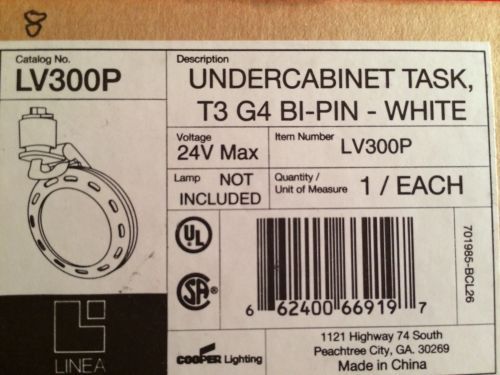 8
Catalog No.
LV300P
Description
UNDERCABINET TASK,
T3 G4 BI-PIN - WHITE
Voltage
24V Max
Item Number
LV300P
Lamp NOT
INCLUDED
Quantity /
Unit of Measure
1 / EACH
UL
SA
6 62400 66919 7
701985-BCL26
LINEA
COOPER Lighting
1121 Highway 74 South
Peachtree City, GA. 30269
Made in China